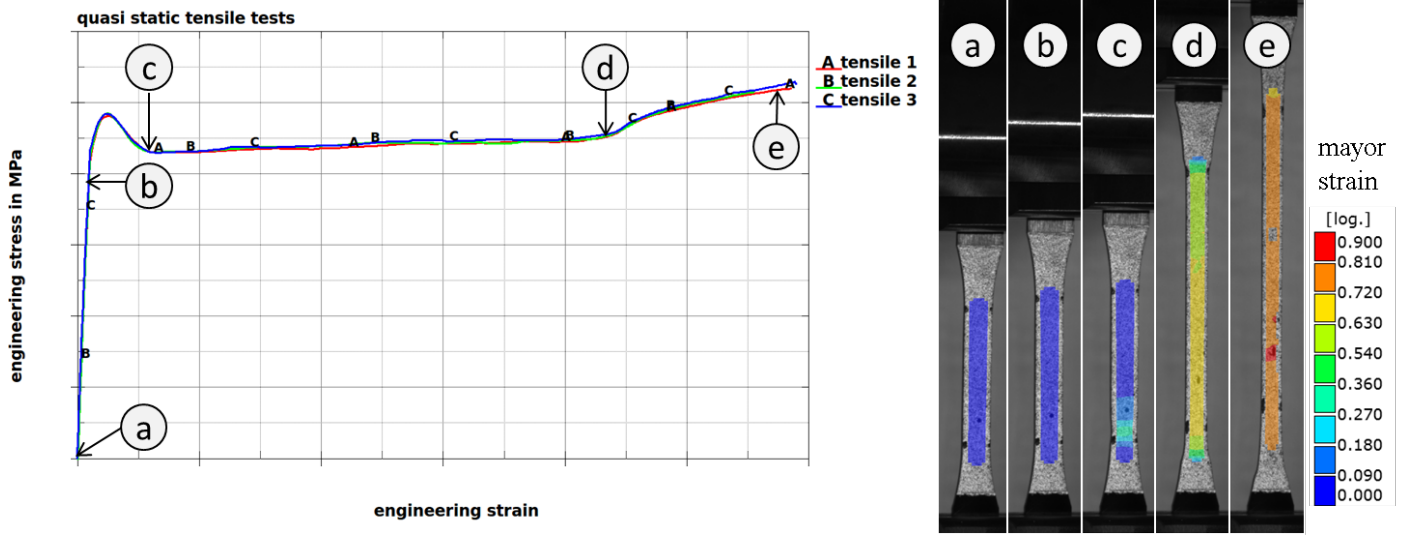 quasi static tensile tests
engineering stress in MPa
engineering strain
A tensile 1
B tensile 2
C tensile 3
a
b
c
d
e
B
C
A
B
C
A
B
C
A
B
C
B
C
A
a
b
c
d
e
mayor
strain
[log.]
0.900
0.810
0.720
0.630
0.540
0.360
0.270
0.180
0.090
0.000